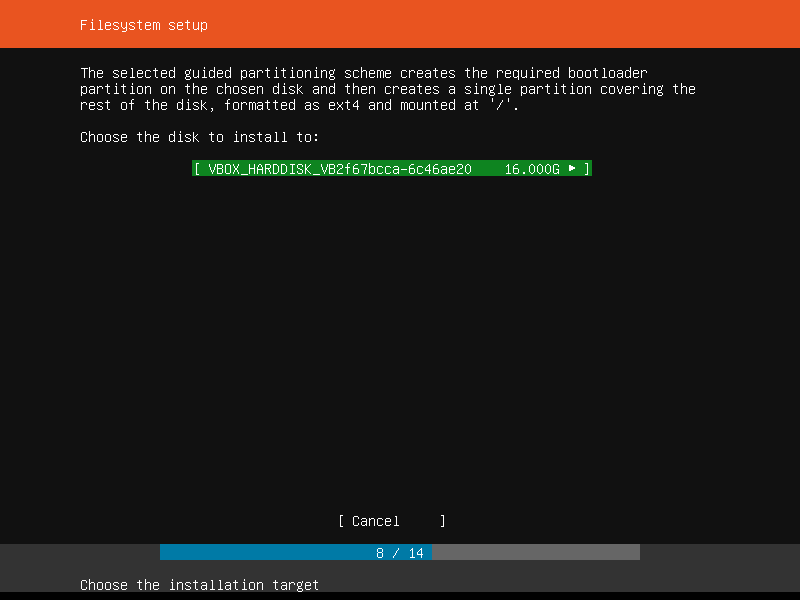 Filesystem setup
The selected guided partitioning scheme creates the required bootloader
partition on the chosen disk and then creates a single partition covering the
rest of the disk, formatted as ext4 and mounted at '/'.
Choose the disk to install to:
[ VBOX_HARDDISK_VB2f67bcca-6c46ae20    16.000G ► ]
[ Cancel     ]
8 / 14
Choose the installation target